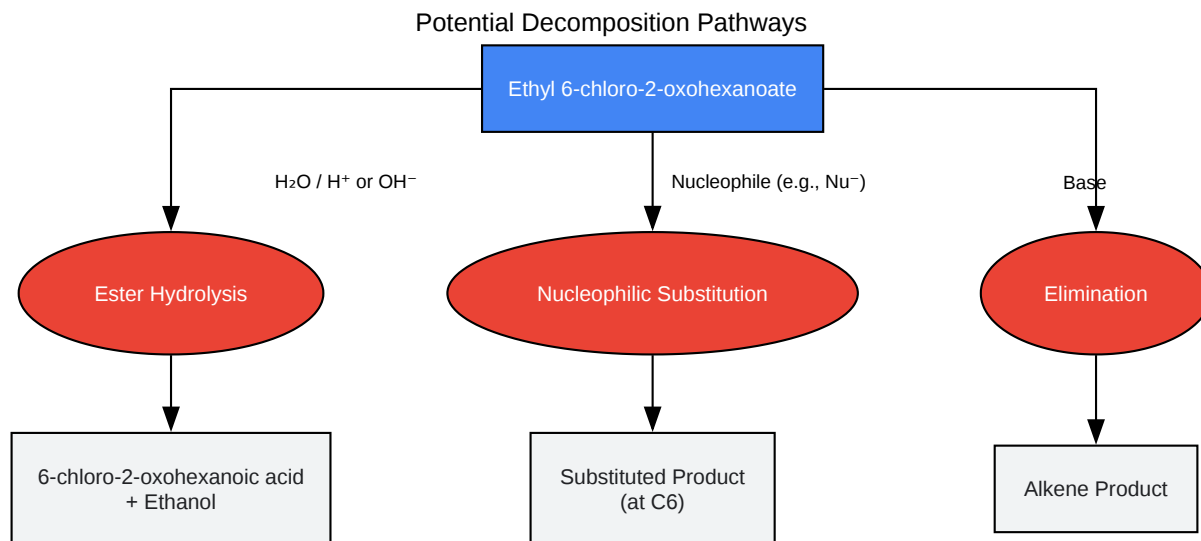 Potential Decomposition Pathways
Ethyl 6-chloro-2-oxohexanoate
H₂O / H⁺ or OH⁻
Nucleophile (e.g., Nu⁻)
Base
Ester Hydrolysis
Nucleophilic Substitution
Elimination
6-chloro-2-oxohexanoic acid
+ Ethanol
Substituted Product
(at C6)
Alkene Product